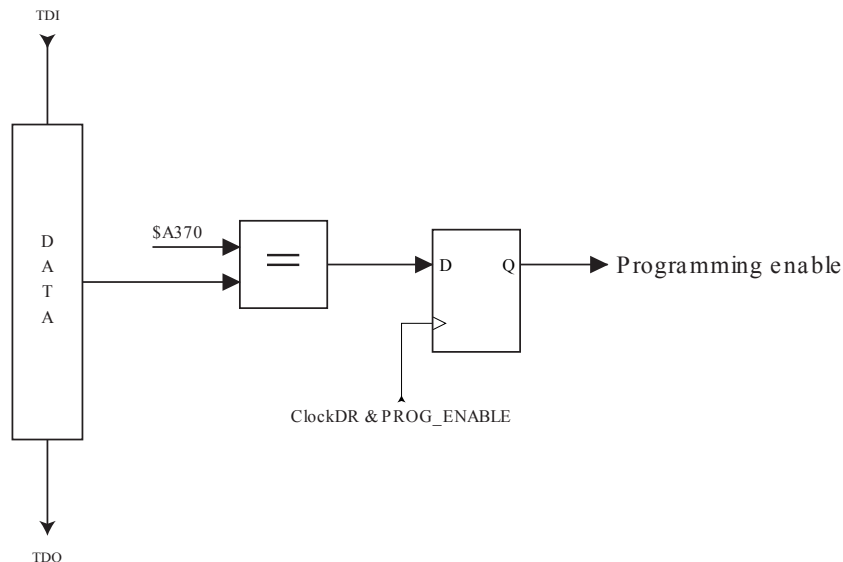 TDI
D
A
T
A
$A370
=
D
Q
Programming enable
ClockDR & PROG_ENABLE
TDO